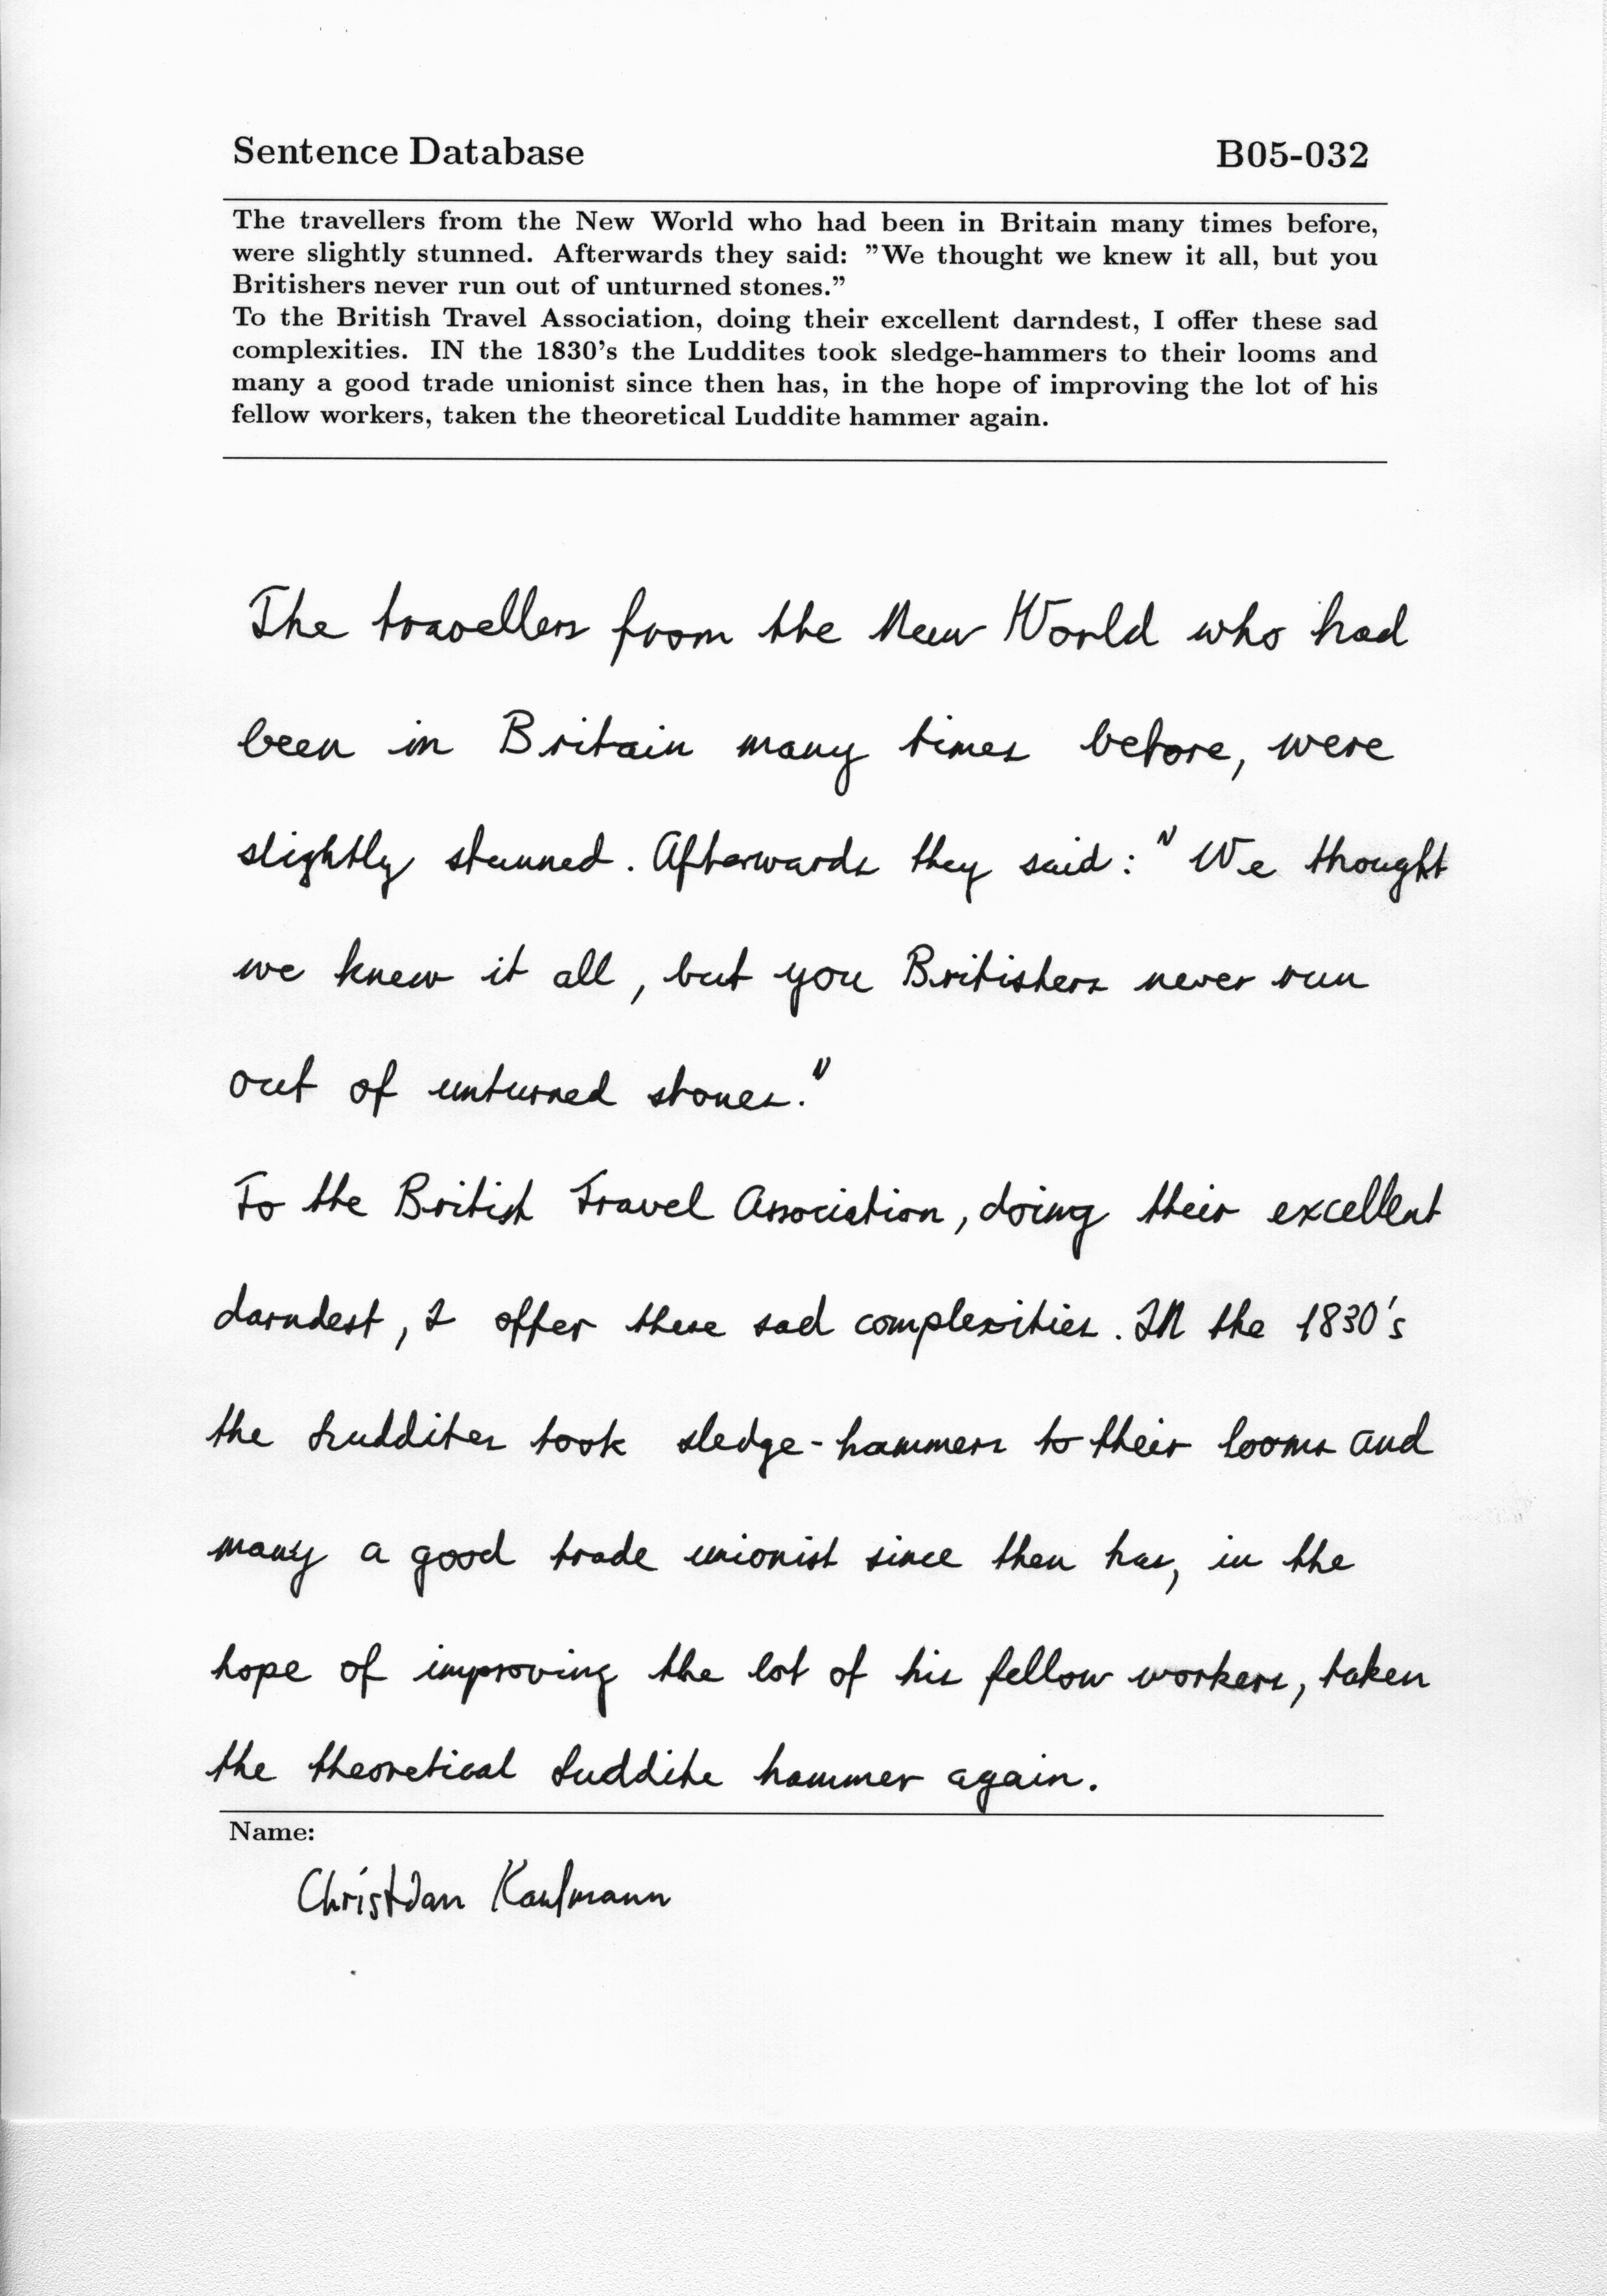 Sentence Database B05-032
The travellers from the New World who had been in Britain many times before,
were slightly stunned. Afterwards they said: ”We thought we knew it all, but you
Britishers never run out of unturned stones.”
To the British Travel Association, doing their excellent darndest, I offer these sad
complexities. IN the 1830’s the Luddites took sledge-hammers to their looms and
many a good trade unionist since then has, in the hope of improving the lot of his
fellow workers, taken the theoretical Luddite hammer again.
The travellers from the New World who had
been in Britain many times before, were
slightly stunned. Afterwards they said: "We thought
we knew it all, but you Britishers never run
out of unturned stones."
To the British Travel Association, doing their excellent
darndest, I offer these sad complexities. IN the 1830's
the Luddites took sledge-hammers to their looms and
many a good trade unionist since then has, in the
hope of improving the lot of his fellow workers, taken
the theoretical Luddite hammer again.
Name:
Christian Kaufmann